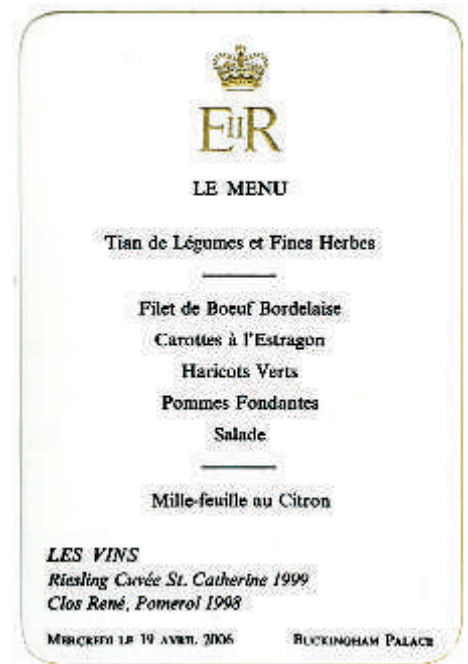 EIIR
LE MENU
Tian de Légumes et Fines Herbes
Filet de Boeuf Bordelaise
Carottes à l'Estragon
Haricots Verts
Pommes Fondantes
Salade
Mille-feuille au Citron
LES VINS
Riesling Cuvée St. Catherine 1999
Clos René, Pomerol 1998
MERCREDI LE 19 AVRIL 2006 BUCKINGHAM PALACE